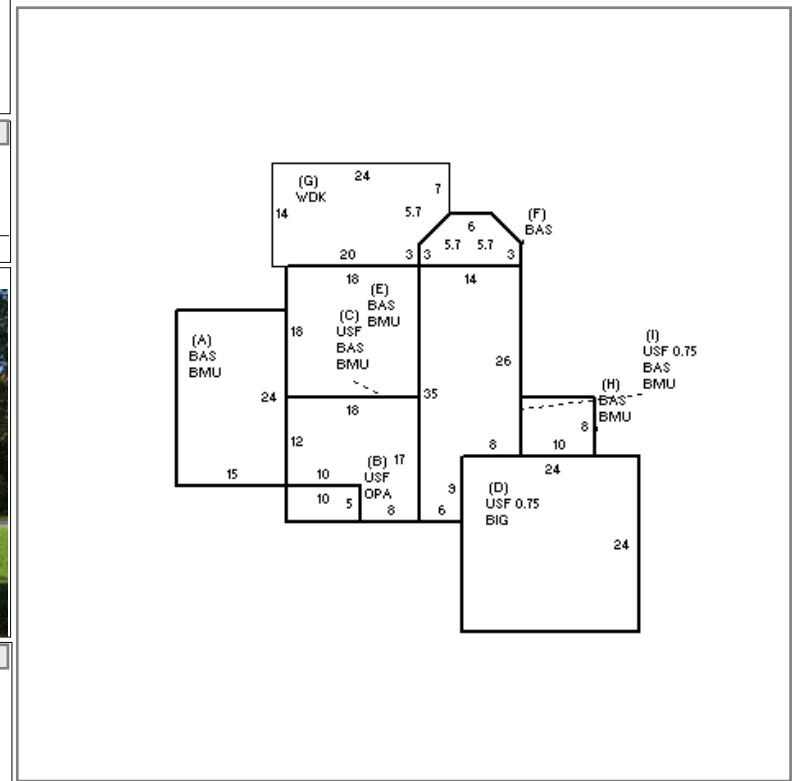 24
(G)
WDK
7
14
5.7
(F)
BAS
6
5.7 5.7
20
3 3
3
18
14
(E)
BAS
BMU
(C)
USF
BAS
BMU
18
(A)
BAS
BMU
26
(I)
USF 0.75
BAS
BMU
24
35
(H)
BAS
BMU
18
8
12
8
10
15
10
(B) 17
USF
OPA
24
10
5
8
6
9
(D)
USF 0.75
BIG
24